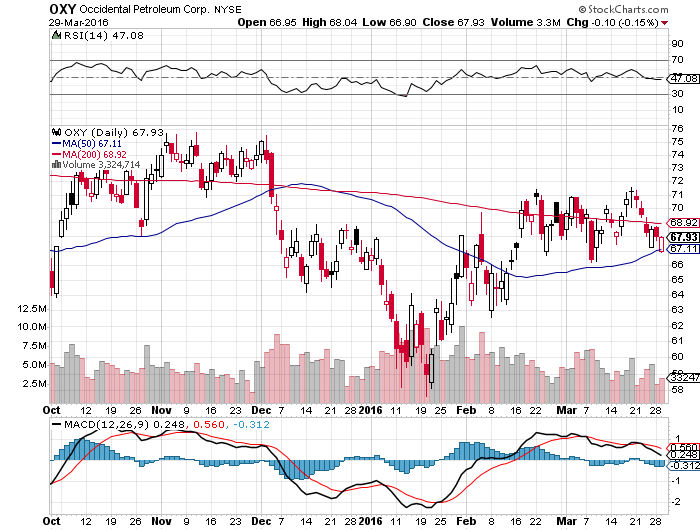 OXY Occidental Petroleum Corp. NYSE © StockCharts.com
29-Mar-2016 Open 66.95 High 68.04 Low 66.90 Close 67.93 Volume 3.3M Chg -0.10 (-0.15%)
RSI(14) 47.08
90
70
50
47.08
30
10
OXY (Daily) 67.93
MA(50) 67.11
MA(200) 68.92
Volume 3,324,714
76
75
74
73
72
71
70
68.92
67.93
67.11
66
65
64
63
62
61
60
59
58
12.5M
10.0M
7.5M
5.0M
2.5M
Oct 12 19 26 Nov 9 16 23 Dec 7 14 21 28 2016 11 19 25 Feb 8 16 22 Mar 7 14 21 28
MACD(12,26,9) 0.248, 0.560, -0.312
1
0.560
0.248
-0.312
-1
-2
Oct 12 19 26 Nov 9 16 23 Dec 7 14 21 28 2016 11 19 25 Feb 8 16 22 Mar 7 14 21 28